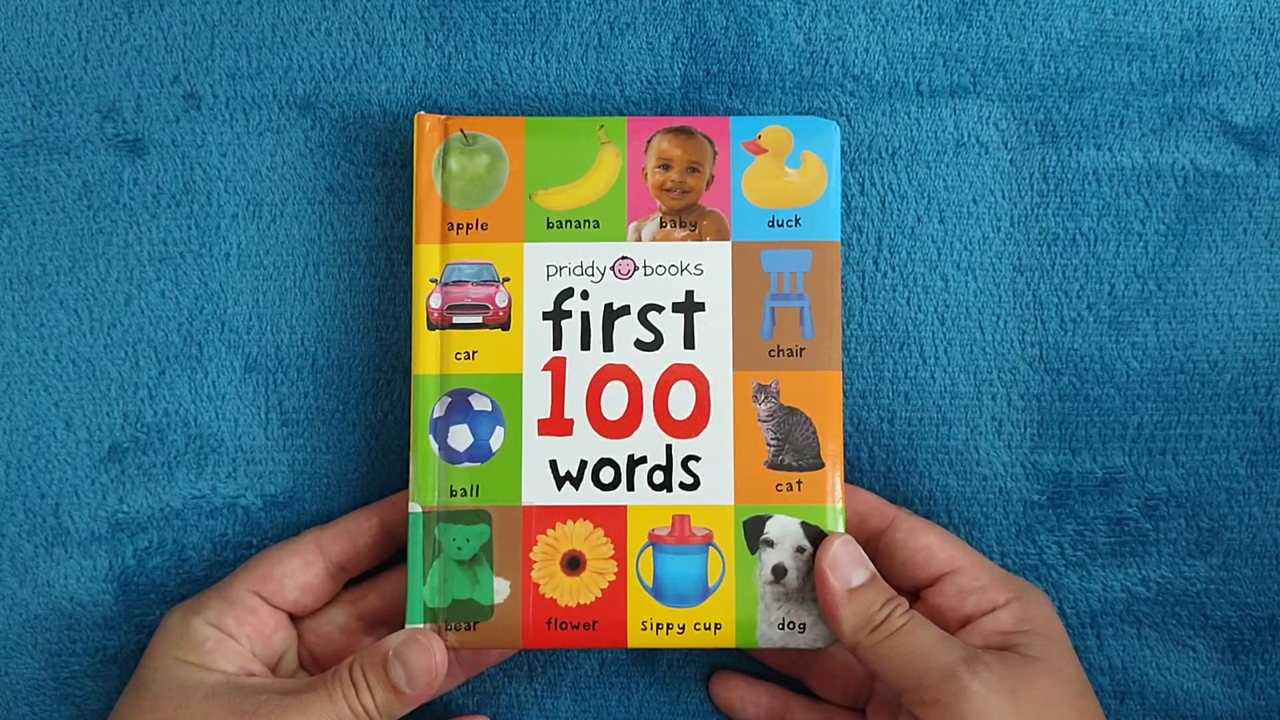 apple
banana
baby
duck
priddy books
first
100
words
car
chair
ball
cat
bear
flower
sippy cup
dog